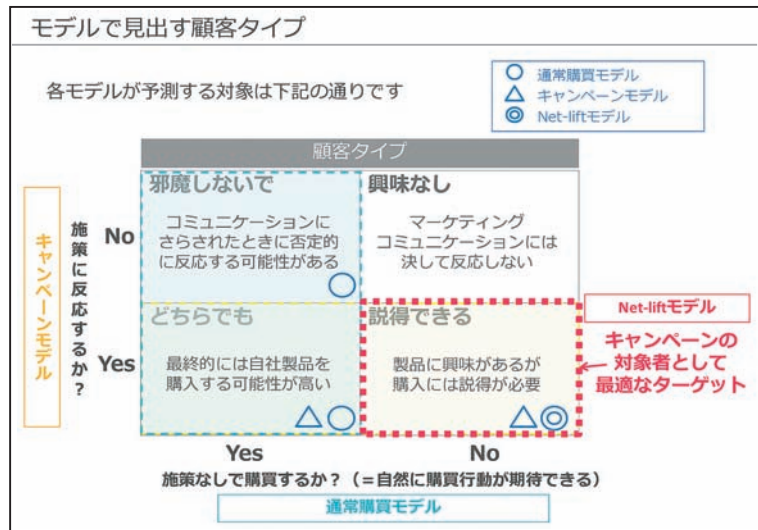 モデルで見出す顧客タイプ
各モデルが予測する対象は下記の通りです
通常購買モデル
キャンペーンモデル
Net-liftモデル
顧客タイプ
邪魔しないで
コミュニケーションに
さらされたときに否定的
に反応する可能性がある
興味なし
マーケティング
コミュニケーションには
決して反応しない
キャンペーンモデル
施策に反応するか？
No
Yes
どちらでも
最終的には自社製品を
購入する可能性が高い
説得できる
製品に興味があるが
購入には説得が必要
Net-liftモデル
キャンペーンの
対象者として
最適なターゲット
Yes
No
施策なしで購買するか？（＝自然に購買行動が期待できる）
通常購買モデル